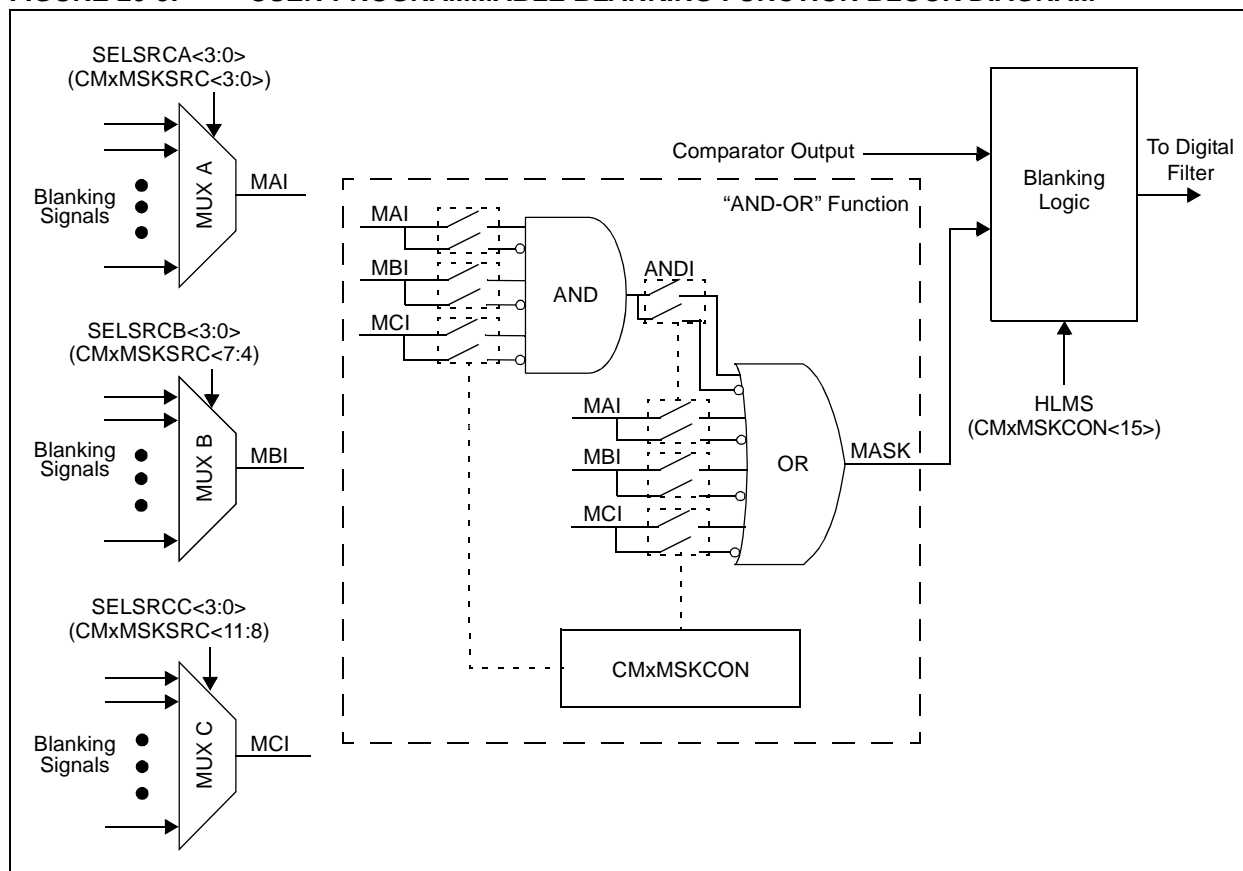 SELSRCA<3:0>
(CMxMSKSRC<3:0>)
MUX A
MAI
Blanking
Signals
SELSRCB<3:0>
(CMxMSKSRC<7:4)
MUX B
MBI
Blanking
Signals
SELSRCC<3:0>
(CMxMSKSRC<11:8)
MUX C
MCI
Blanking
Signals
Comparator Output
Blanking
Logic
To Digital
Filter
HLMS
(CMxMSKCON<15>)
“AND-OR” Function
MAI
MBI
MCI
AND
ANDI
MAI
MBI
MCI
OR
MASK
CMxMSKCON